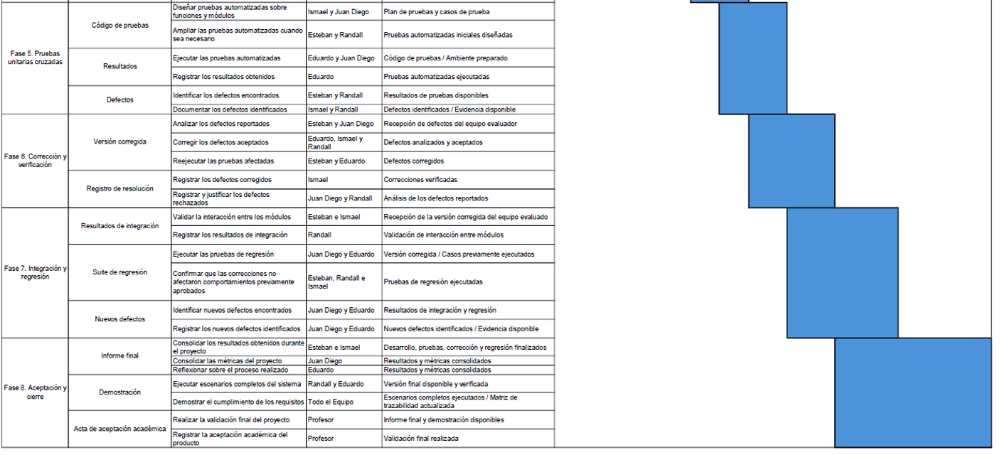 Fase 5. Pruebas
unitarias cruzadas
Código de pruebas
Diseñar pruebas automatizadas sobre
funciones y módulos
Ismael y Juan Diego
Plan de pruebas y casos de prueba
Ampliar las pruebas automatizadas cuando
sea necesario
Esteban y Randall
Pruebas automatizadas iniciales diseñadas
Resultados
Ejecutar las pruebas automatizadas
Eduardo y Juan Diego
Código de pruebas / Ambiente preparado
Registrar los resultados obtenidos
Eduardo
Pruebas automatizadas ejecutadas
Defectos
Identificar los defectos encontrados
Esteban y Randall
Resultados de pruebas disponibles
Documentar los defectos identificados
Ismael y Randall
Defectos identificados / Evidencia disponible
Fase 6. Corrección y
verificación
Versión corregida
Analizar los defectos reportados
Esteban y Juan Diego
Recepción de defectos del equipo evaluador
Corregir los defectos aceptados
Eduardo, Ismael y
Randall
Defectos analizados y aceptados
Reejecutar las pruebas afectadas
Esteban y Eduardo
Defectos corregidos
Registro de resolución
Registrar los defectos corregidos
Ismael
Correcciones verificadas
Registrar y justificar los defectos
rechazados
Juan Diego y Randall
Análisis de los defectos reportados
Fase 7. Integración y
regresión
Resultados de integración
Validar la interacción entre los módulos
Esteban e Ismael
Recepción de la versión corregida del equipo evaluado
Registrar los resultados de integración
Randall
Validación de interacción entre módulos
Suite de regresión
Ejecutar las pruebas de regresión
Juan Diego y Eduardo
Versión corregida / Casos previamente ejecutados
Confirmar que las correcciones no
afectaron comportamientos previamente
aprobados
Esteban, Randall e
Ismael
Pruebas de regresión ejecutadas
Nuevos defectos
Identificar nuevos defectos encontrados
Juan Diego y Eduardo
Resultados de integración y regresión
Registrar los nuevos defectos identificados
Juan Diego y Eduardo
Nuevos defectos identificados / Evidencia disponible
Fase 8. Aceptación y
cierre
Informe final
Consolidar los resultados obtenidos durante
el proyecto
Esteban e Ismael
Desarrollo, pruebas, corrección y regresión finalizados
Consolidar las métricas del proyecto
Juan Diego
Resultados y métricas consolidados
Reflexionar sobre el proceso realizado
Eduardo
Resultados y métricas consolidados
Demostración
Ejecutar escenarios completos del sistema
Randall y Eduardo
Versión final disponible y verificada
Demostrar el cumplimiento de los requisitos
Todo el Equipo
Escenarios completos ejecutados / Matriz de
trazabilidad actualizada
Acta de aceptación académica
Realizar la validación final del proyecto
Profesor
Informe final y demostración disponibles
Registrar la aceptación académica del
producto
Profesor
Validación final realizada